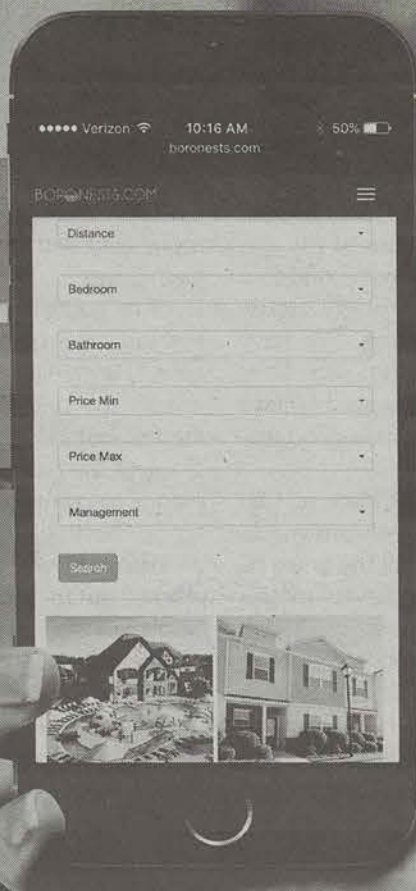 Verizon 10:16 AM 50%
boronests.com
BORONESTS.COM
Distance
Bedroom
Bathroom
Price Min
Price Max
Management
Search